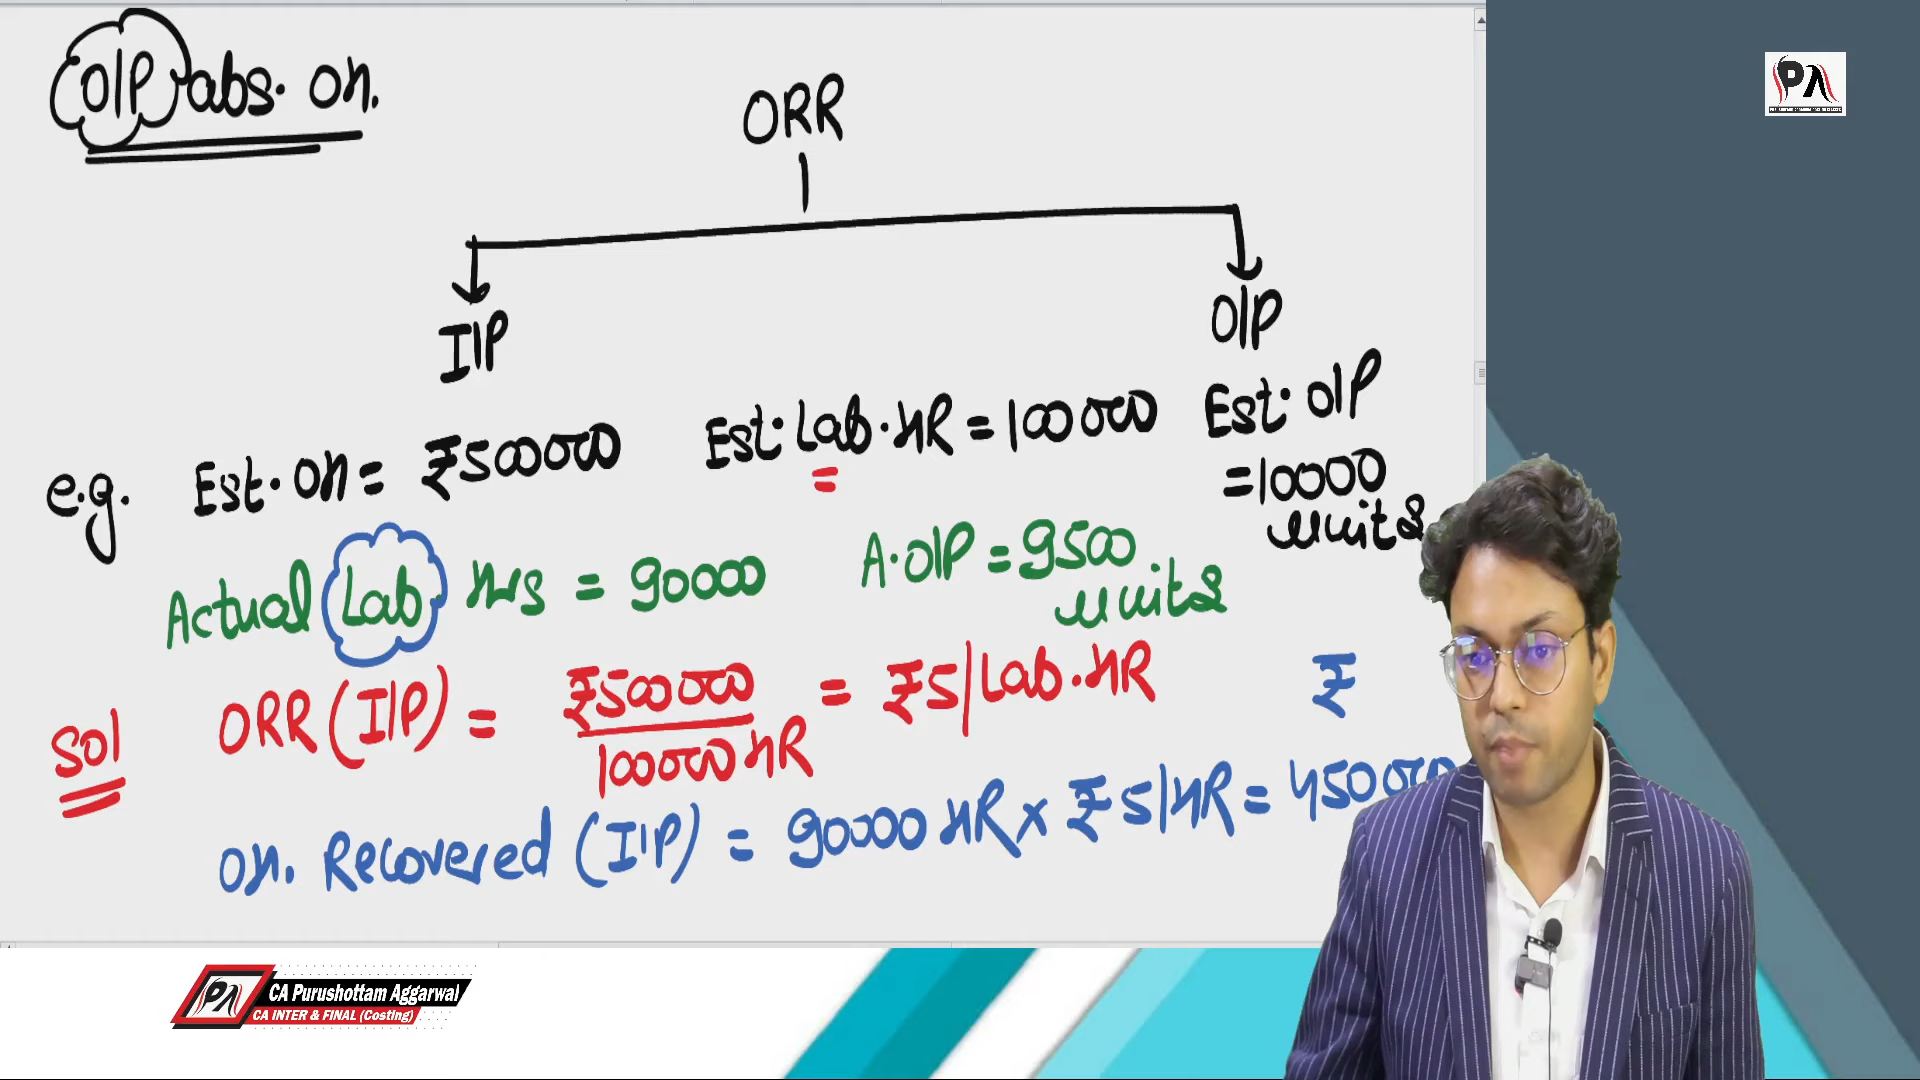 O/P abs. OH.
ORR
I/P
O/P
e.g. Est. OH = ₹500000 Est. Lab. HR = 100000 Est. O/P
= 10000
units
Actual Lab Hrs = 90000 A. O/P = 9500
units
Sol ORR (I/P) = ₹500000 / 100000 HR = ₹5/Lab. HR ₹
OH. Recovered (I/P) = 90000 HR x ₹5/HR = 450000
PA
PA
CA Purushottam Aggarwal
CA INTER & FINAL (Costing)